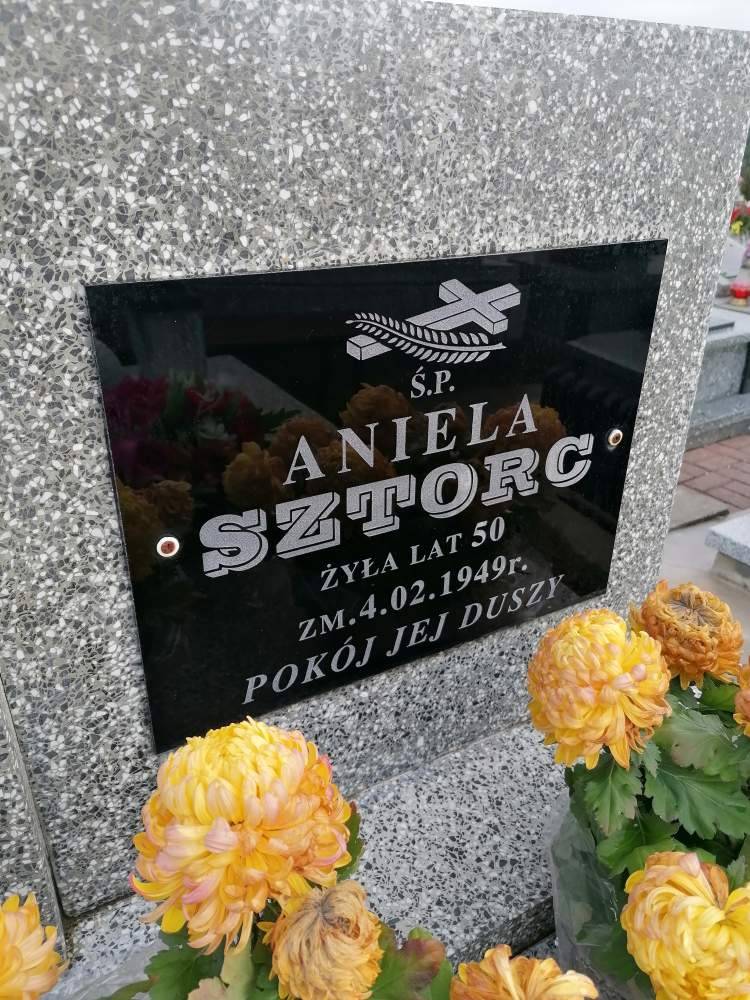 Ś.P.
ANIELA
SZTORC
ŻYŁA LAT 50
ZM.4.02.1949r.
POKÓJ JEJ DUSZY